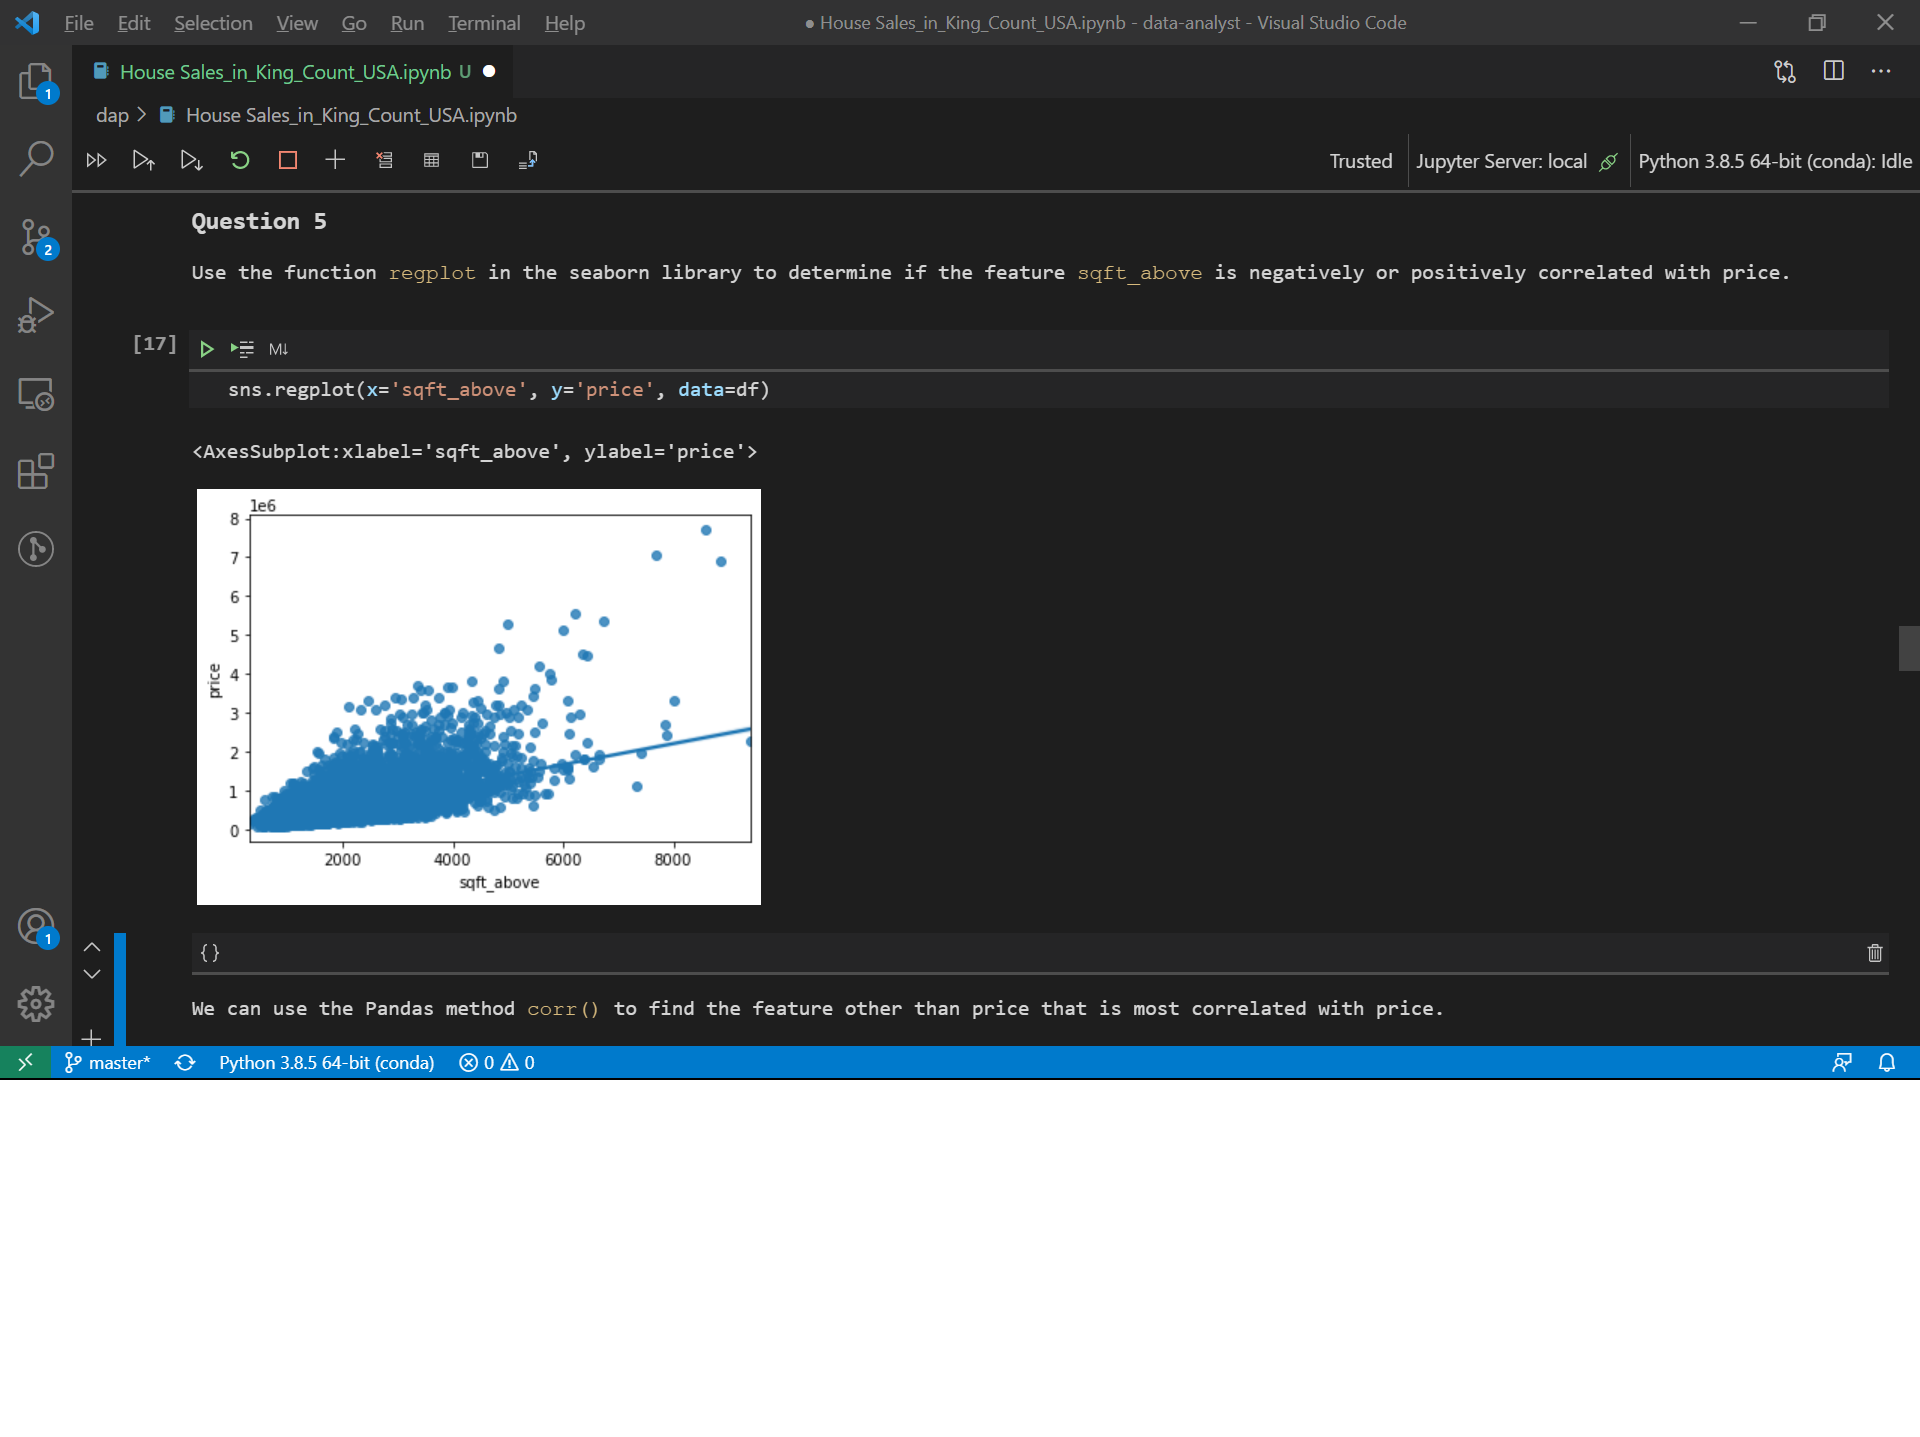 File Edit Selection View Go Run Terminal Help ● House Sales_in_King_Count_USA.ipynb - data-analyst - Visual Studio Code
House Sales_in_King_Count_USA.ipynb U
1
dap > House Sales_in_King_Count_USA.ipynb
Trusted Jupyter Server: local Python 3.8.5 64-bit (conda): Idle
Question 5
2
Use the function regplot in the seaborn library to determine if the feature sqft_above is negatively or positively correlated with price.
[17] M↓
sns.regplot(x='sqft_above', y='price', data=df)
<AxesSubplot:xlabel='sqft_above', ylabel='price'>
1e6
8
7
6
5
4
3
2
1
0
price
2000 4000 6000 8000
sqft_above
1
{}
We can use the Pandas method corr() to find the feature other than price that is most correlated with price.
master* Python 3.8.5 64-bit (conda) 0 0